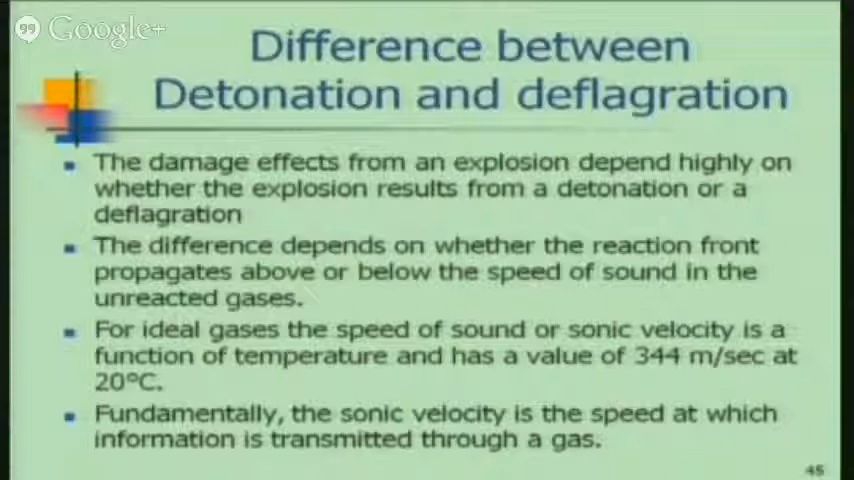 Google+
Difference between
Detonation and deflagration
The damage effects from an explosion depend highly on
whether the explosion results from a detonation or a
deflagration
The difference depends on whether the reaction front
propagates above or below the speed of sound in the
unreacted gases.
For ideal gases the speed of sound or sonic velocity is a
function of temperature and has a value of 344 m/sec at
20°C.
Fundamentally, the sonic velocity is the speed at which
information is transmitted through a gas.
45